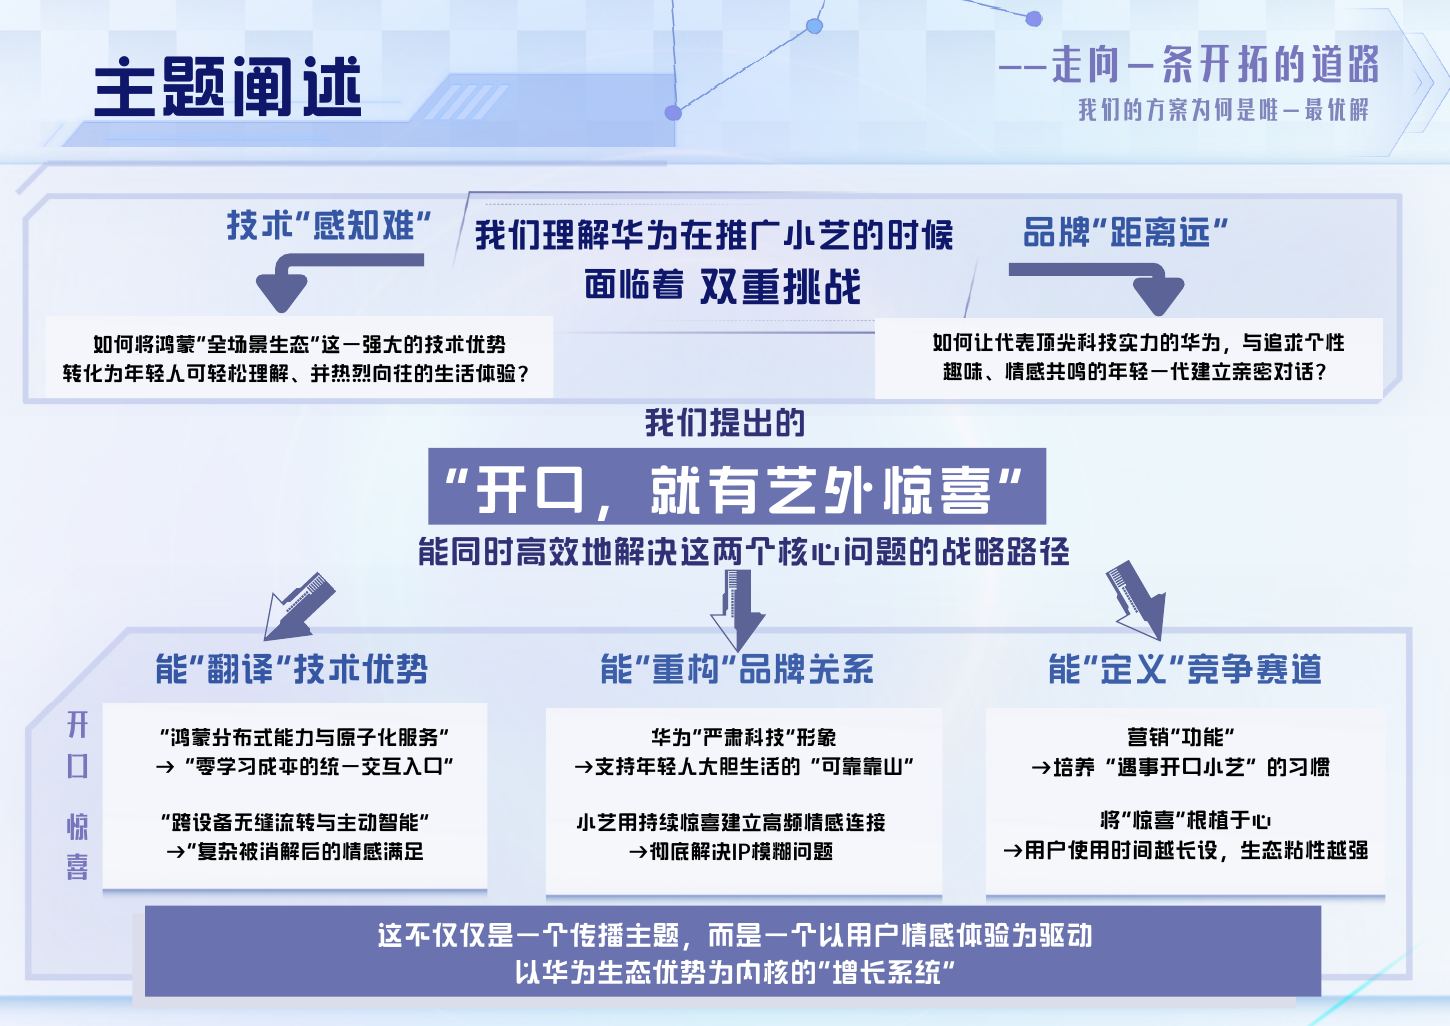 主题阐述
——走向一条开拓的道路
我们的方案为何是唯一最优解
技术"感知难"
我们理解华为在推广小艺的时候
面临着 双重挑战
品牌"距离远"
如何将鸿蒙"全场景生态"这一强大的技术优势
转化为年轻人可轻松理解、并热烈向往的生活体验？
如何让代表顶尖科技实力的华为，与追求个性
趣味、情感共鸣的年轻一代建立亲密对话？
我们提出的
"开口，就有艺外惊喜"
能同时高效地解决这两个核心问题的战略路径
能"翻译"技术优势
能"重构"品牌关系
能"定义"竞争赛道
开口 惊喜
"鸿蒙分布式能力与原子化服务"
→ "零学习成本的统一交互入口"
"跨设备无缝流转与主动智能"
→"复杂被消解后的情感满足
华为"严肃科技"形象
→支持年轻人大胆生活的 "可靠靠山"
小艺用持续惊喜建立高频情感连接
→彻底解决IP模糊问题
营销"功能"
→培养 "遇事开口小艺" 的习惯
将"惊喜"根植于心
→用户使用时间越长设，生态粘性越强
这不仅仅是一个传播主题，而是一个以用户情感体验为驱动
以华为生态优势为内核的"增长系统"